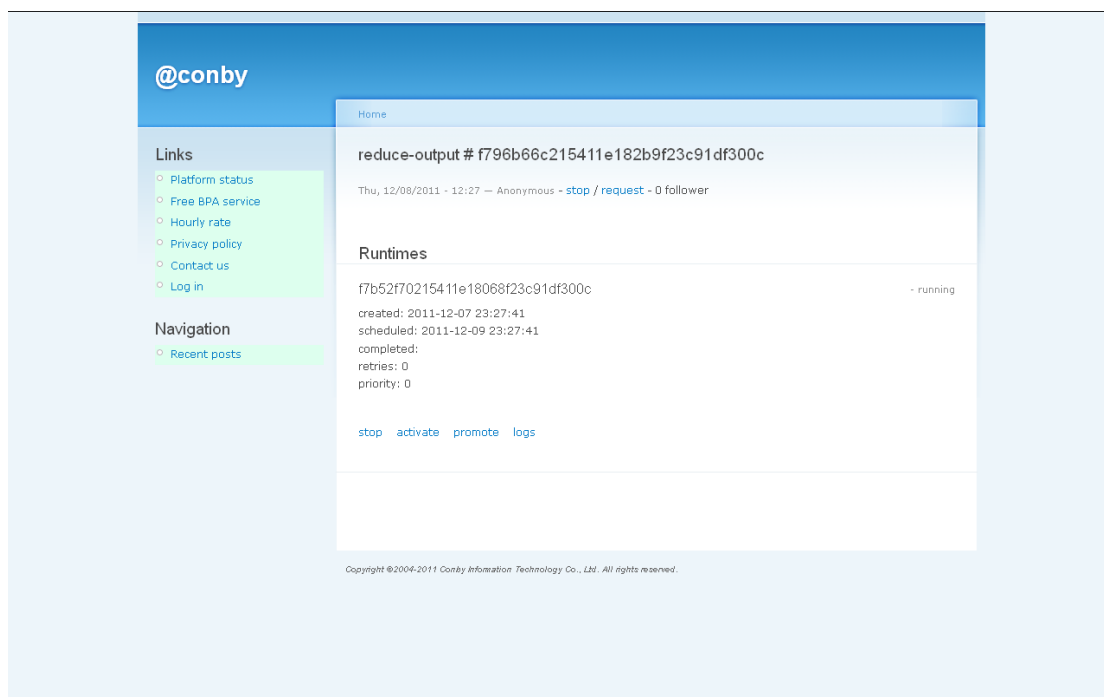 @conby
Home
Links
Platform status
Free BPA service
Hourly rate
Privacy policy
Contact us
Log in
Navigation
Recent posts
reduce-output # f796b66c215411e182b9f23c91df300c
Thu, 12/08/2011 - 12:27 — Anonymous - stop / request - 0 follower
Runtimes
f7b52f70215411e18068f23c91df300c - running
created: 2011-12-07 23:27:41
scheduled: 2011-12-09 23:27:41
completed:
retries: 0
priority: 0
stop activate promote logs
Copyright ©2004-2011 Conby Information Technology Co., Ltd. All rights reserved.